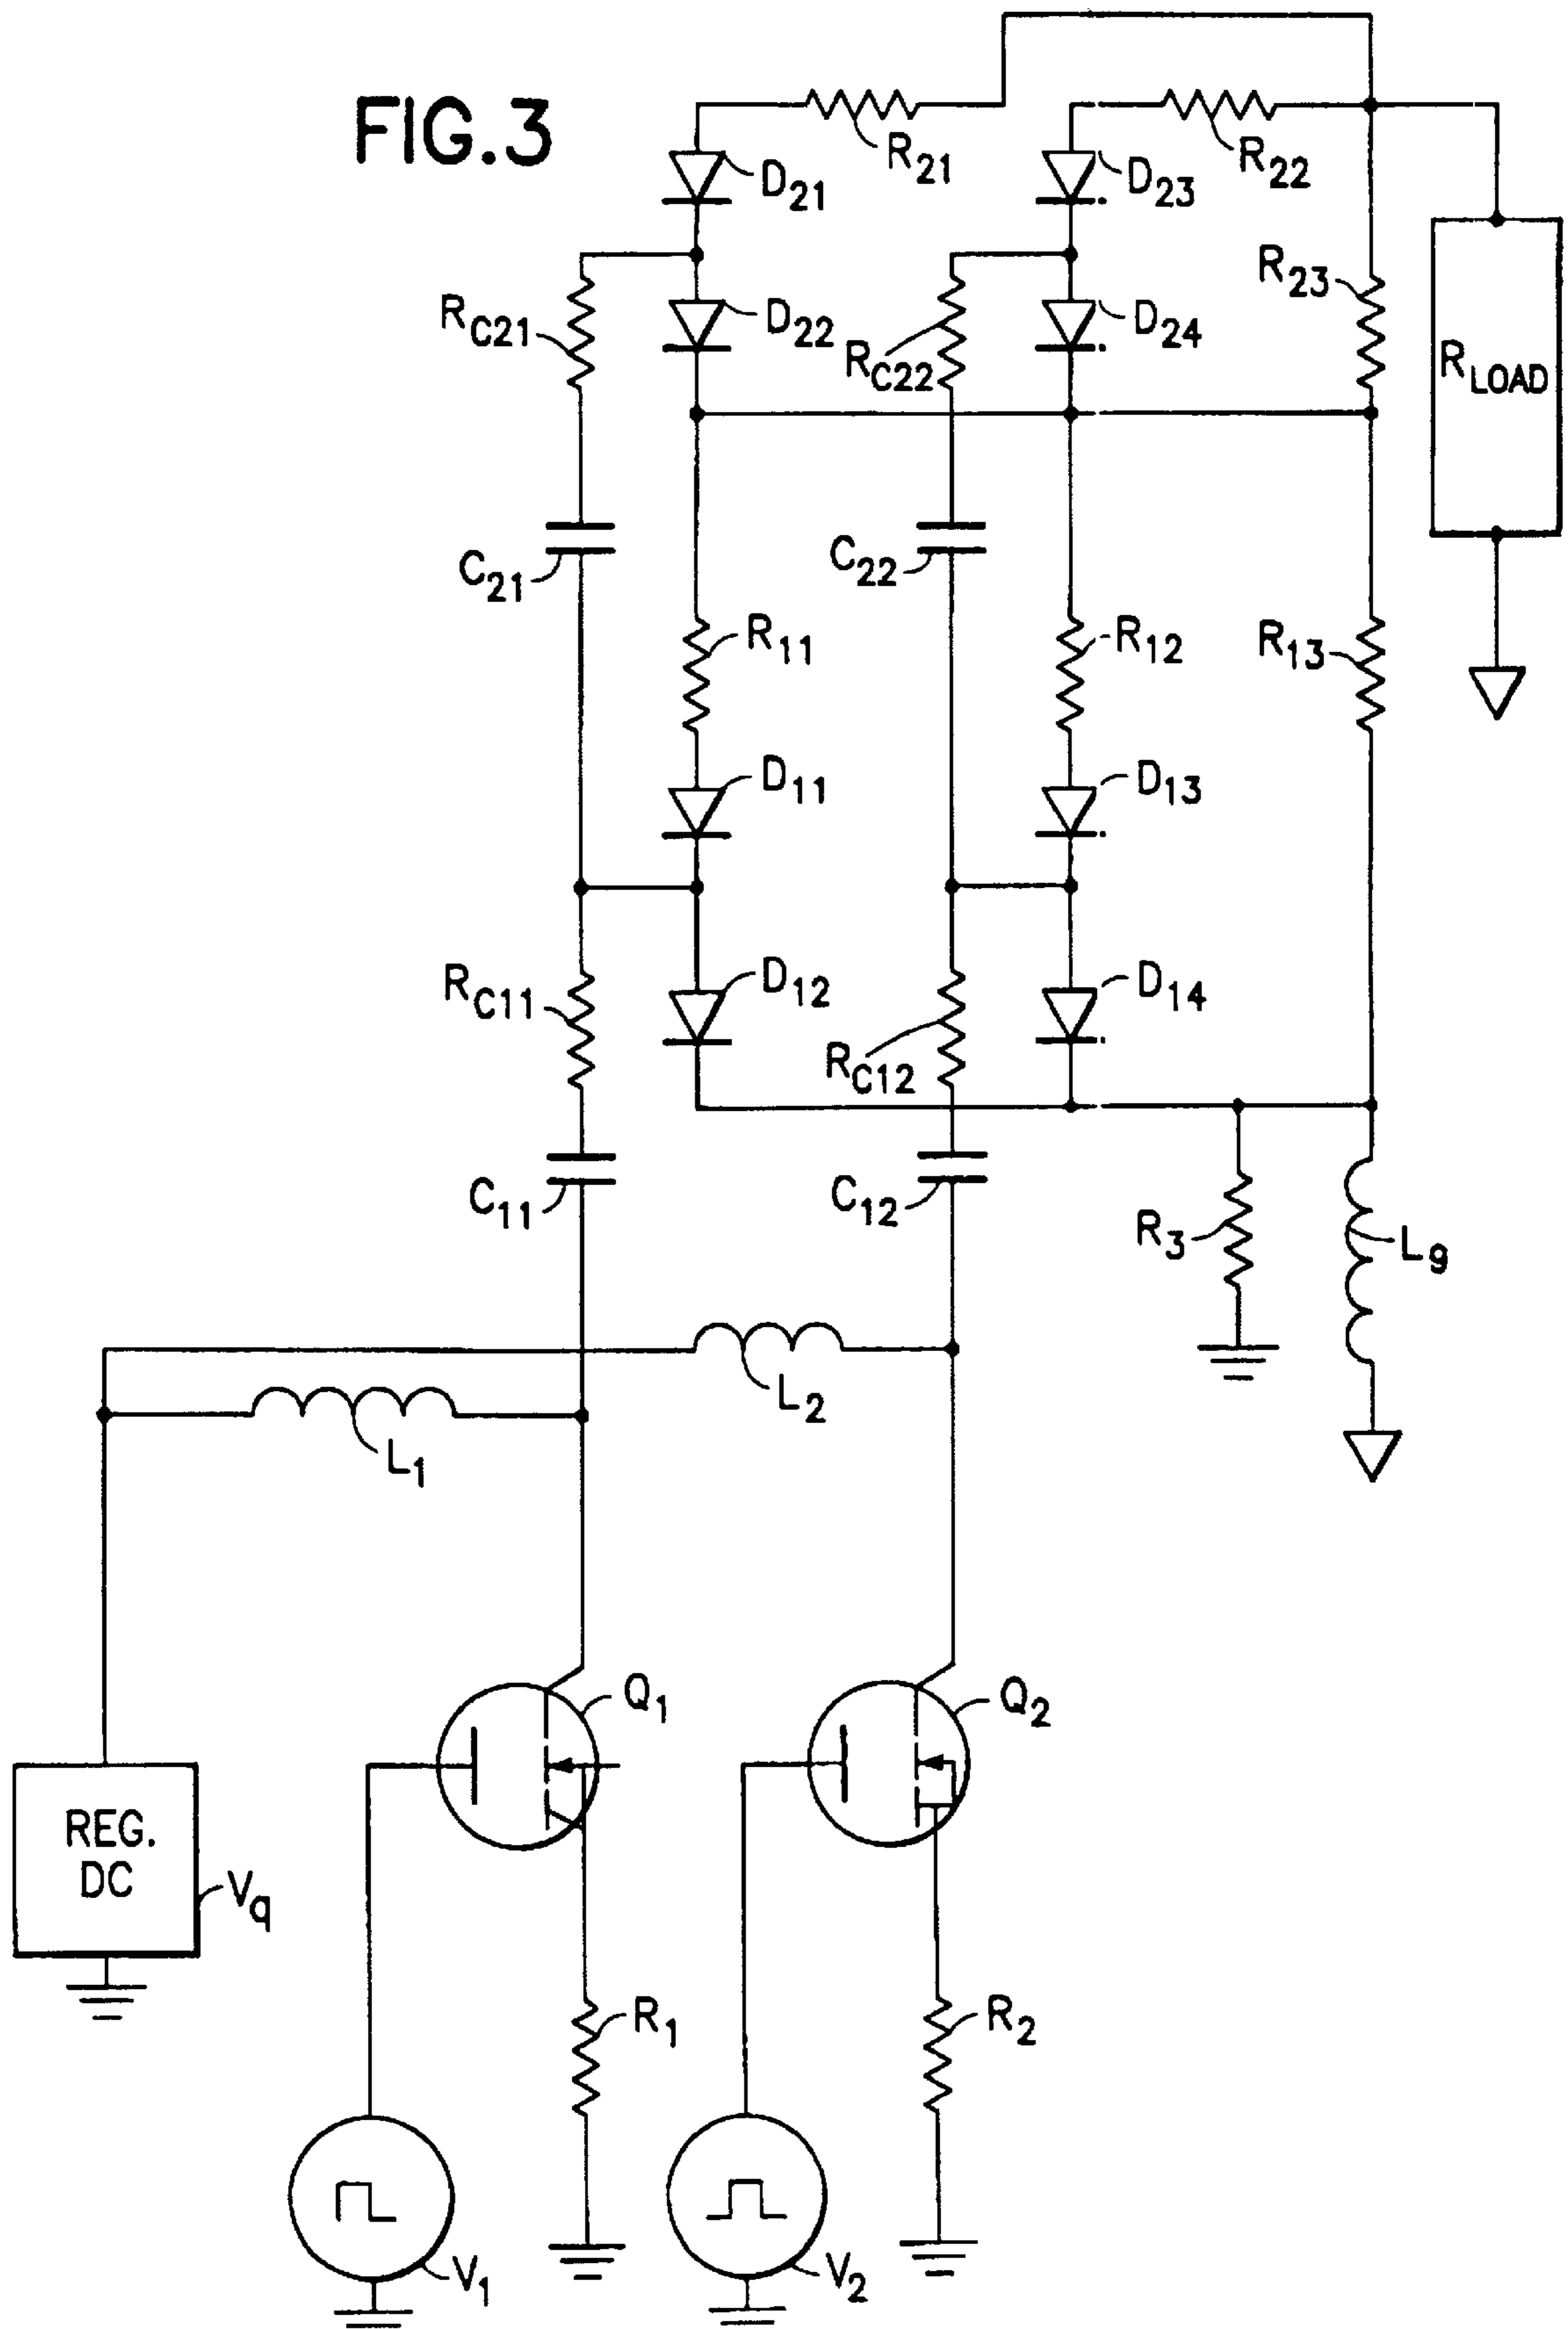 FIG.3
R21
R22
D21
D23
R23
RC21
D22
RC22
D24
RLOAD
C21
C22
R11
R12
R13
D11
D13
RC11
D12
RC12
D14
C11
C12
R3
L9
L2
L1
Q1
Q2
REG.
DC
Vq
R1
R2
V1
V2